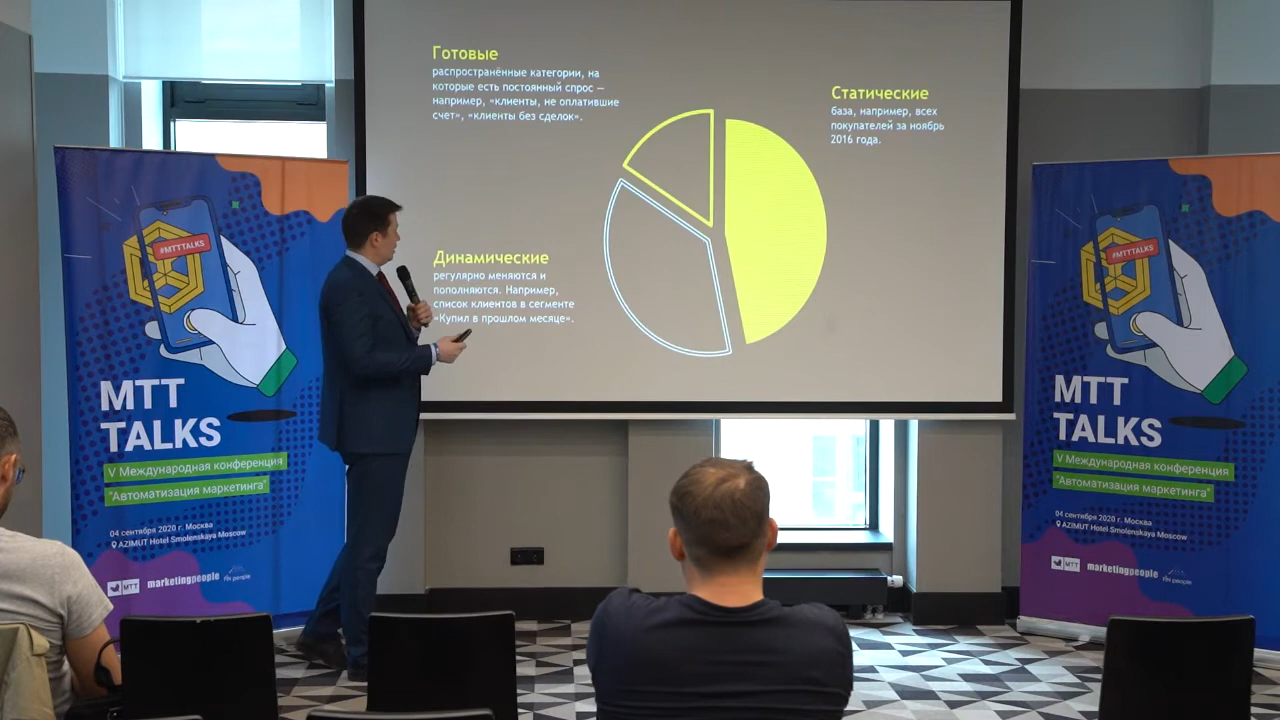 Готовые
распространённые категории, на
которые есть постоянный спрос –
например, «клиенты, не оплатившие
счет», «клиенты без сделок».
Статические
база, например, всех
покупателей за ноябрь
2016 года.
Динамические
регулярно меняются и
пополняются. Например,
список клиентов в сегменте
«Купил в прошлом месяце».
#MTTTALKS
MTT
TALKS
V Международная конференция
"Автоматизация маркетинга"
04 сентября 2020 г. Москва
AZIMUT Hotel Smolenskaya Moscow
MTT
marketingpeople
people
#MTTTALKS
MTT
TALKS
V Международная конференция
"Автоматизация маркетинга"
04 сентября 2020 г. Москва
AZIMUT Hotel Smolenskaya Moscow
MTT
marketingpeople
people